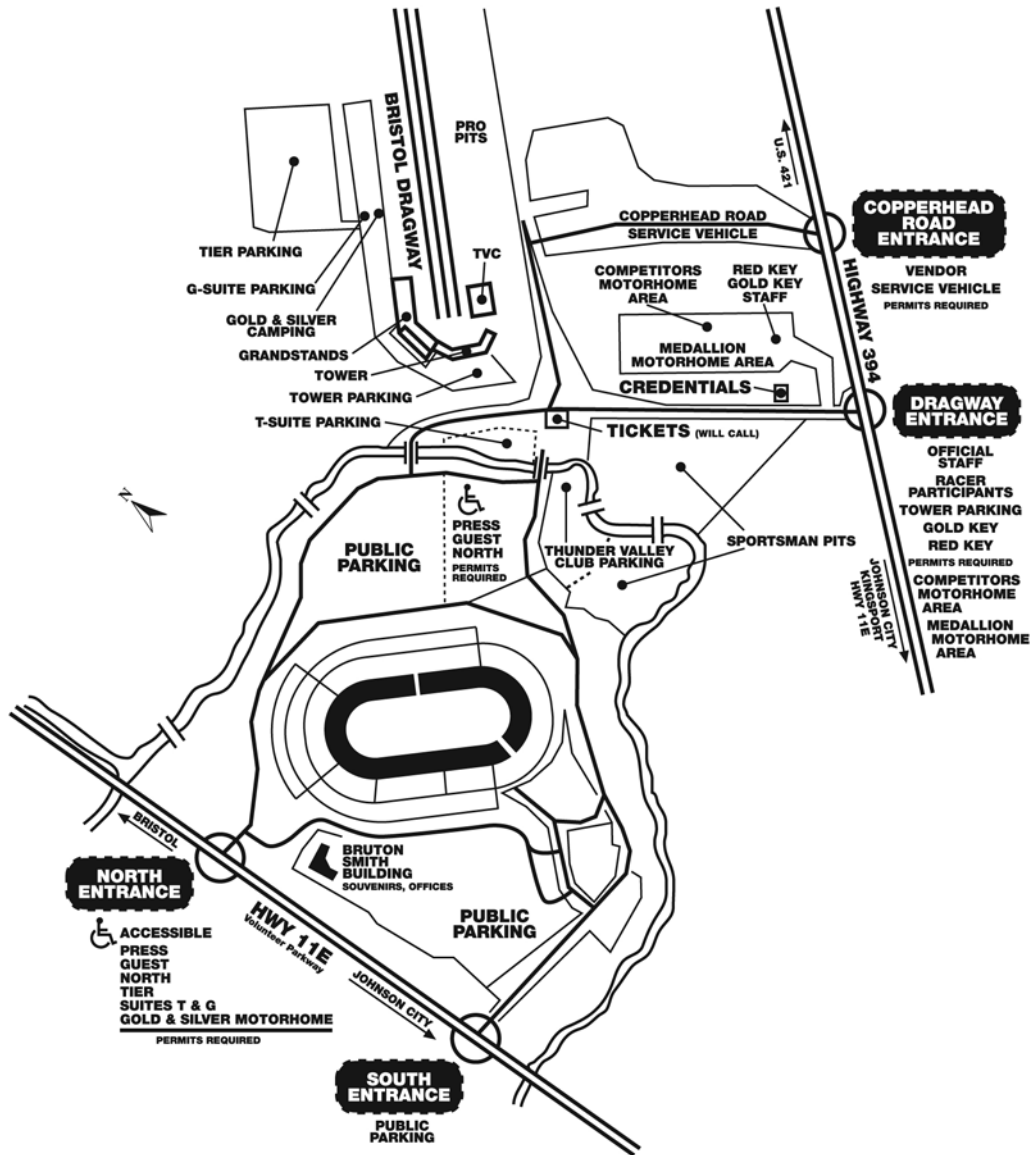 BRISTOL DRAGWAY
PRO
PITS
U.S. 421
COPPERHEAD
ROAD
ENTRANCE
VENDOR
SERVICE VEHICLE
PERMITS REQUIRED
COPPERHEAD ROAD
SERVICE VEHICLE
TIER PARKING
G-SUITE PARKING
GOLD & SILVER
CAMPING
GRANDSTANDS
TOWER
TOWER PARKING
T-SUITE PARKING
TVC
COMPETITORS
MOTORHOME
AREA
RED KEY
GOLD KEY
STAFF
MEDALLION
MOTORHOME AREA
CREDENTIALS
HIGHWAY 394
TICKETS (WILL CALL)
DRAGWAY
ENTRANCE
OFFICIAL
STAFF
RACER
PARTICIPANTS
TOWER PARKING
GOLD KEY
RED KEY
PERMITS REQUIRED
COMPETITORS
MOTORHOME
AREA
MEDALLION
MOTORHOME
AREA
JOHNSON CITY
KINGSPORT
HWY 11E
N
PUBLIC
PARKING
PRESS
GUEST
NORTH
PERMITS
REQUIRED
THUNDER VALLEY
CLUB PARKING
SPORTSMAN PITS
BRISTOL
NORTH
ENTRANCE
ACCESSIBLE
PRESS
GUEST
NORTH
TIER
SUITES T & G
GOLD & SILVER MOTORHOME
PERMITS REQUIRED
BRUTON
SMITH
BUILDING
SOUVENIRS, OFFICES
HWY 11E
Volunteer Parkway
PUBLIC
PARKING
JOHNSON CITY
SOUTH
ENTRANCE
PUBLIC
PARKING